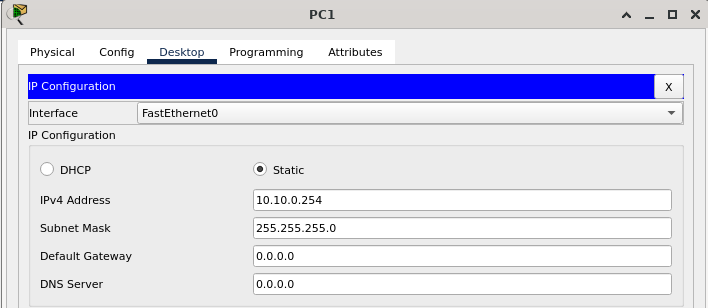 PC1
Physical Config Desktop Programming Attributes
IP Configuration X
Interface FastEthernet0
IP Configuration
DHCP Static
IPv4 Address 10.10.0.254
Subnet Mask 255.255.255.0
Default Gateway 0.0.0.0
DNS Server 0.0.0.0